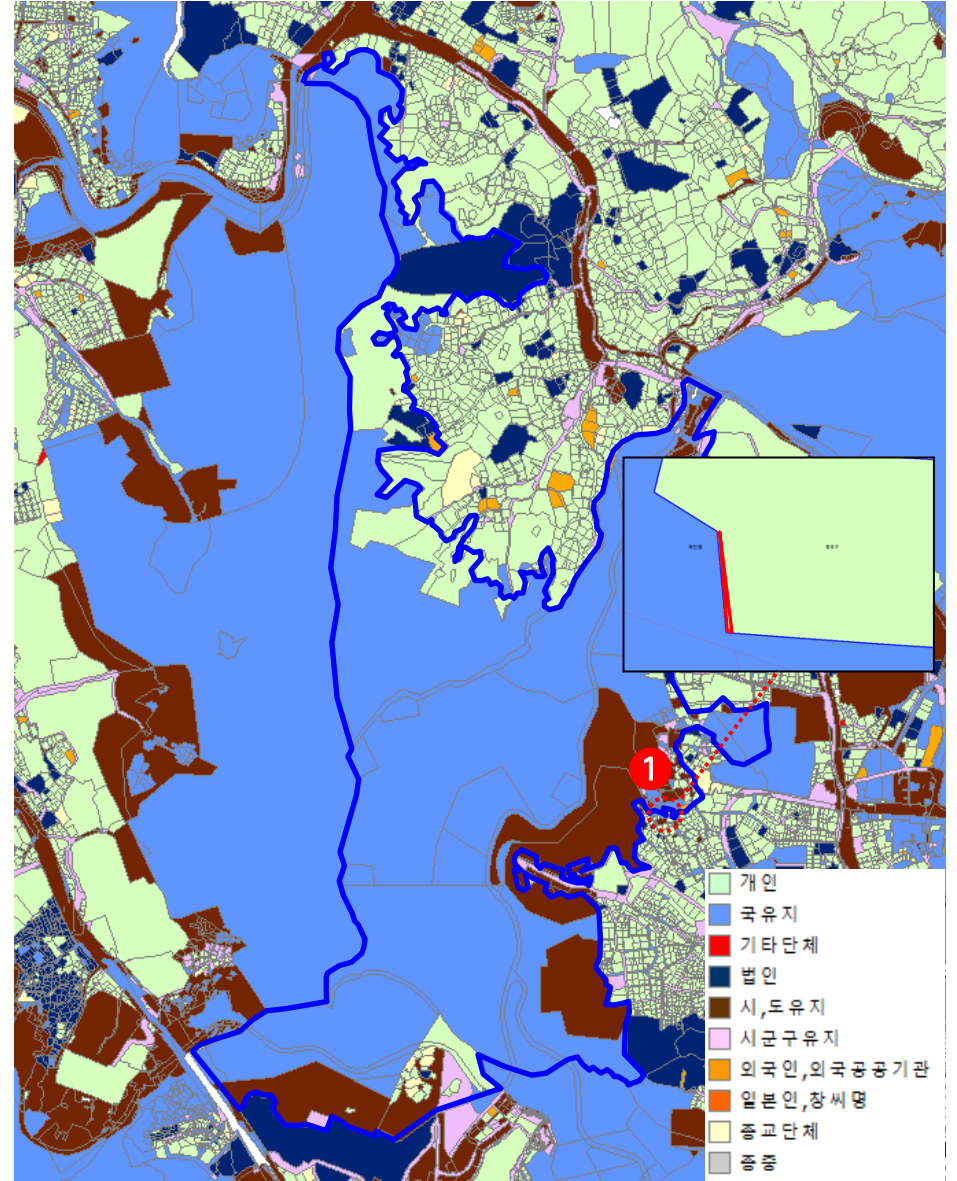 1
개인
국유지
기타단체
법인
시,도유지
시군구유지
외국인,외국공공기관
일본인,창씨명
종교단체
종중